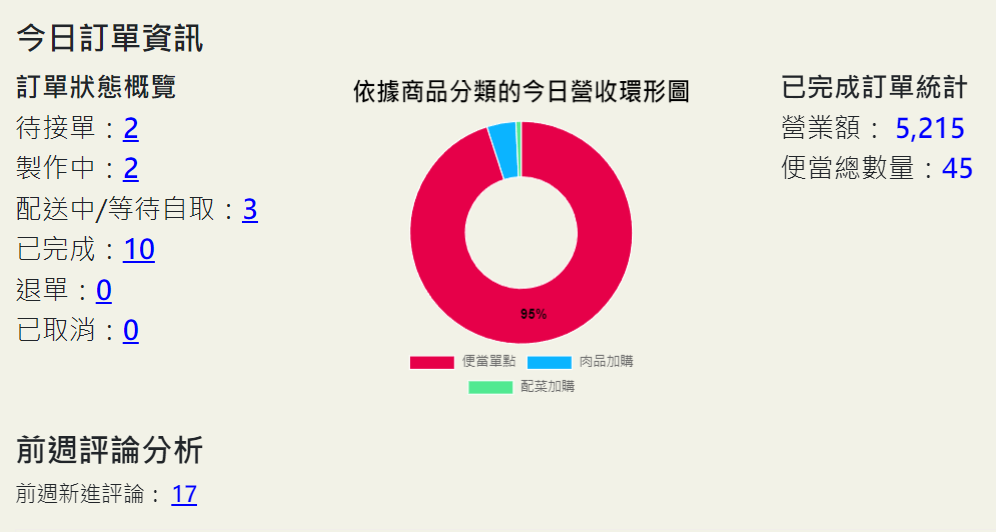 今日訂單資訊
訂單狀態概覽
待接單：2
製作中：2
配送中/等待自取：3
已完成：10
退單：0
已取消：0
依據商品分類的今日營收環形圖
95%
便當單點 肉品加購
配菜加購
已完成訂單統計
營業額： 5,215
便當總數量：45
前週評論分析
前週新進評論： 17